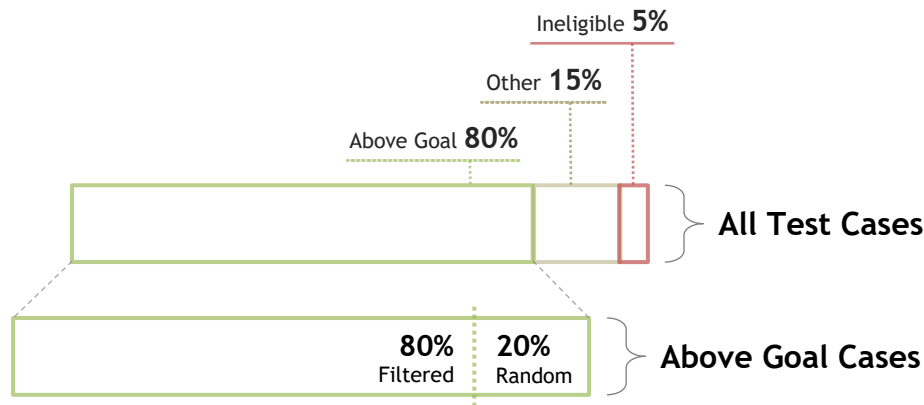 Ineligible 5%
Other 15%
Above Goal 80%
All Test Cases
80% 20%
Filtered Random
Above Goal Cases